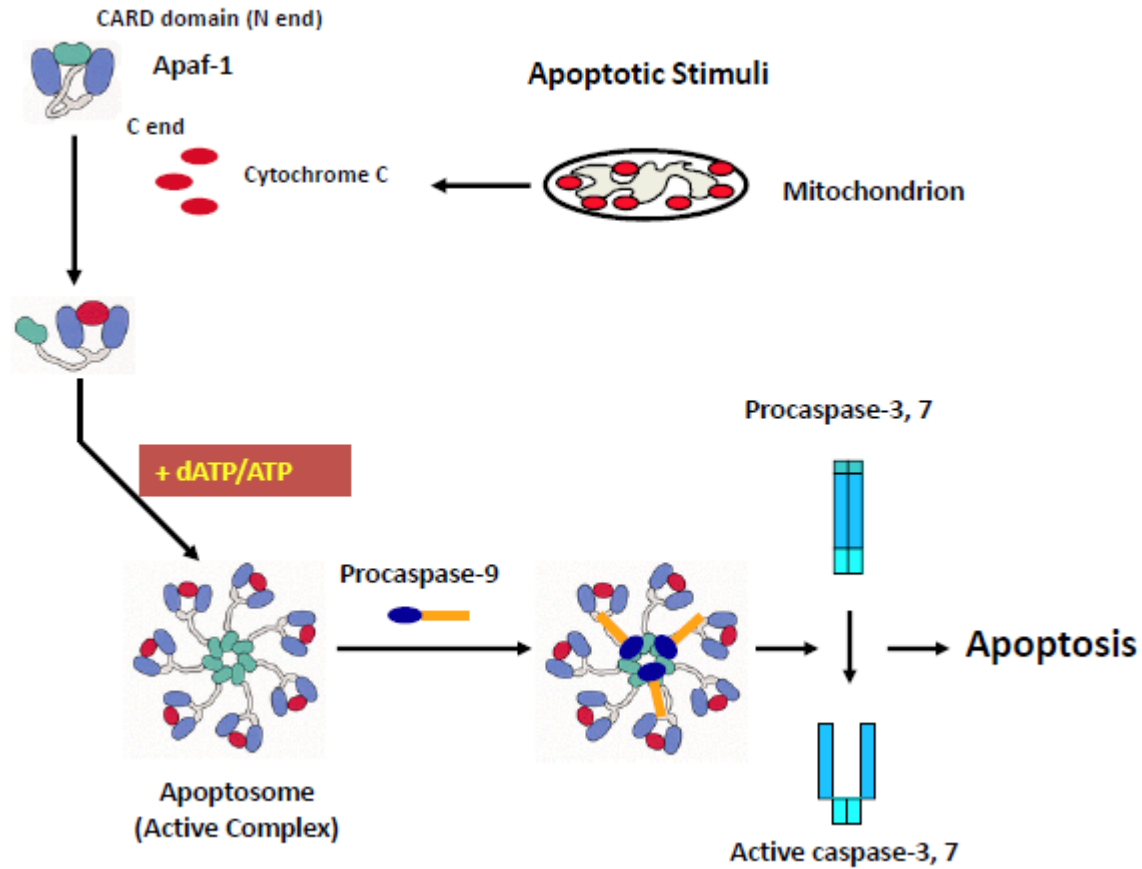 CARD domain (N end)
Apaf-1
Apoptotic Stimuli
C end
Cytochrome C
Mitochondrion
+ dATP/ATP
Procaspase-3, 7
Procaspase-9
Apoptosis
Apoptosome
(Active Complex)
Active caspase-3, 7